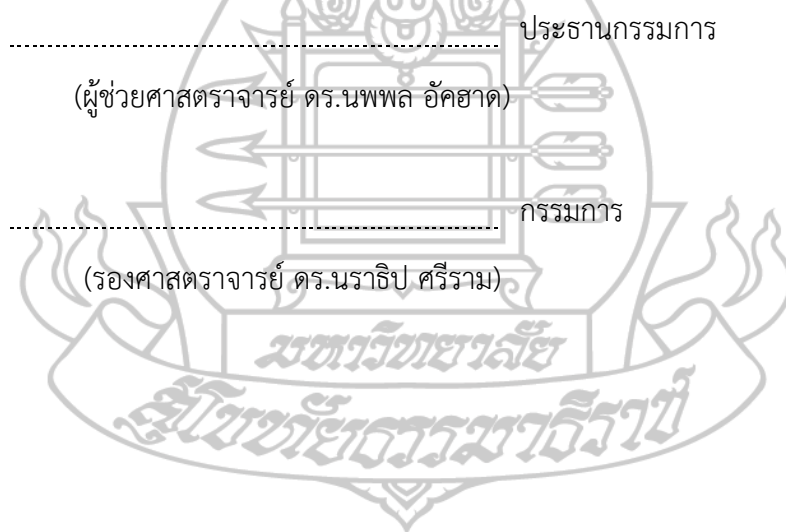 ประธานกรรมการ
(ผู้ช่วยศาสตราจารย์ ดร.นพพล อัคฮาด)
กรรมการ
(รองศาสตราจารย์ ดร.นราธิป ศรีราม)
มหาวิทยาลัย
สุโขทัยธรรมาธิราช